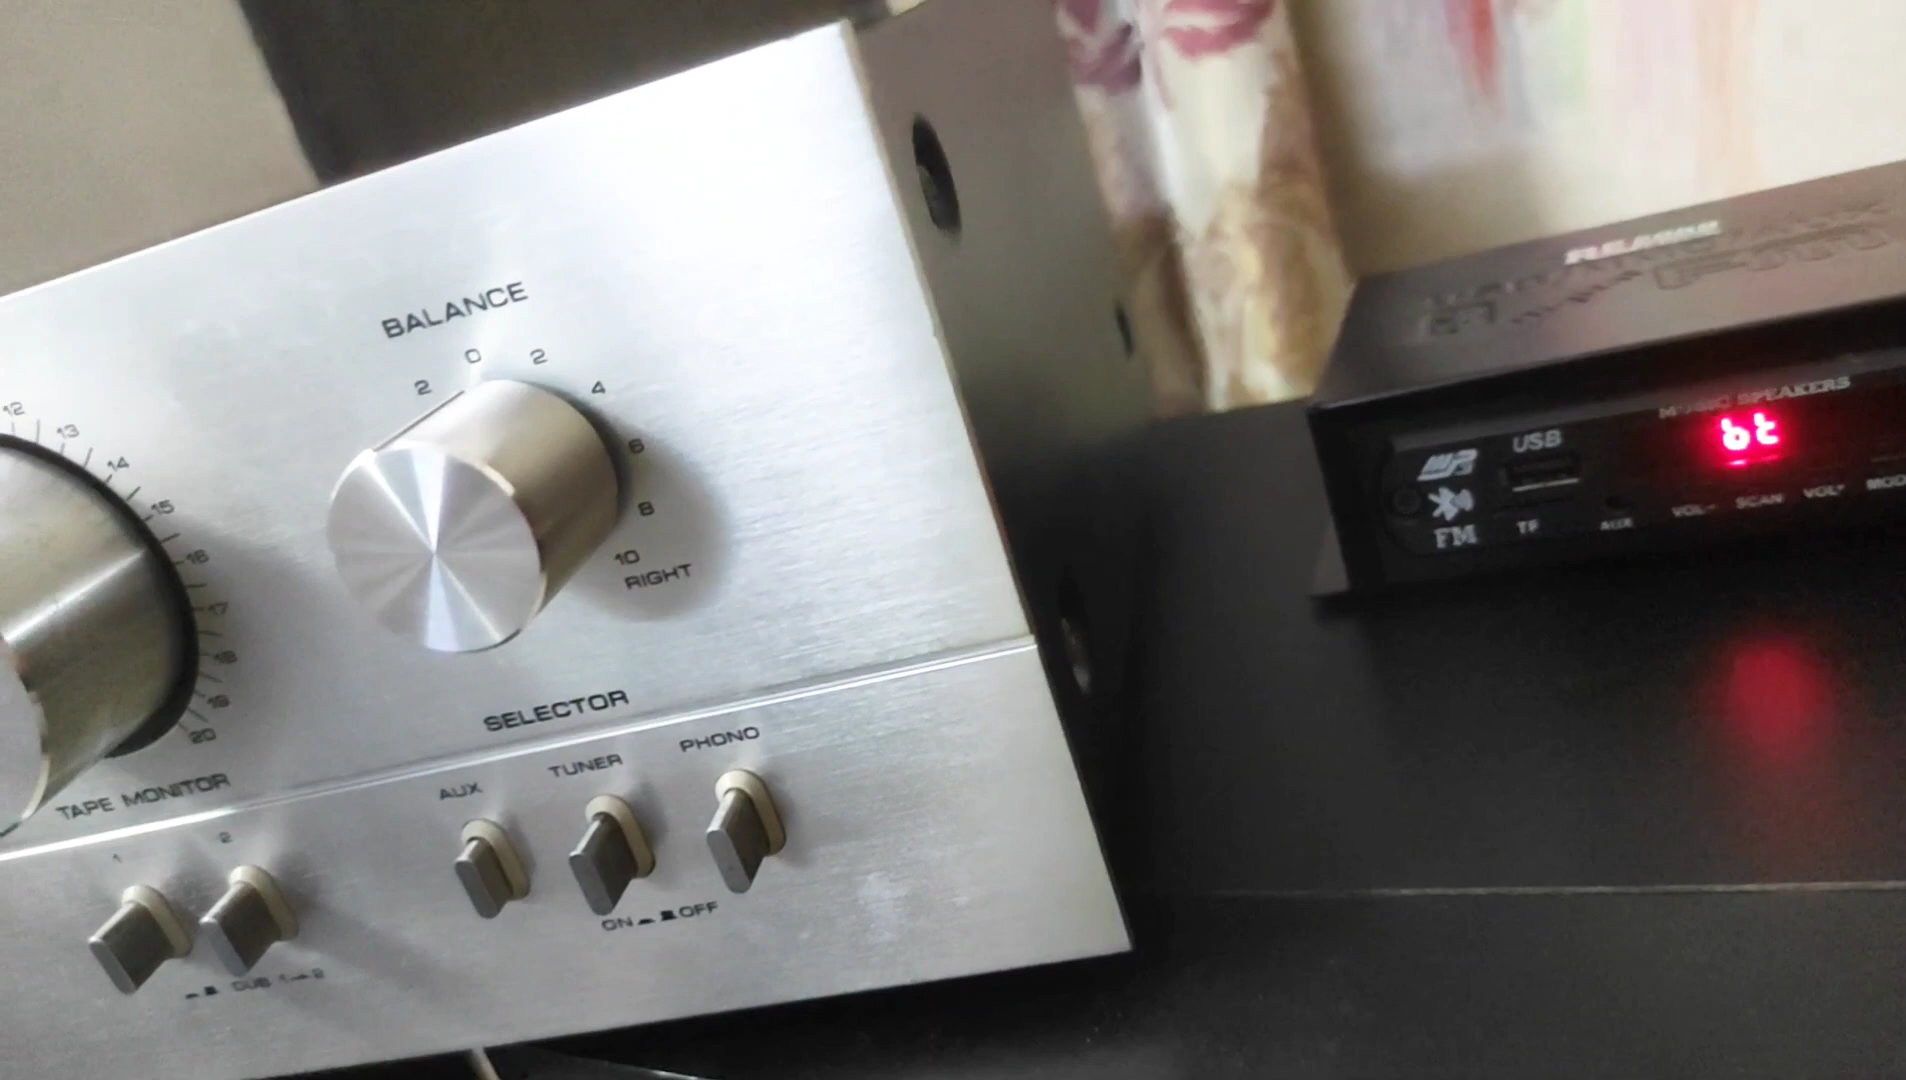 BALANCE
0
2
2
4
6
8
10
RIGHT
12
13
14
15
16
17
18
19
20
SELECTOR
TAPE MONITOR
1
2
AUX
TUNER
PHONO
ON OFF
DUB 1 2
MUSIC SPEAKERS
bt
USB
FM
TF
AUX
VOL-
SCAN
VOL+